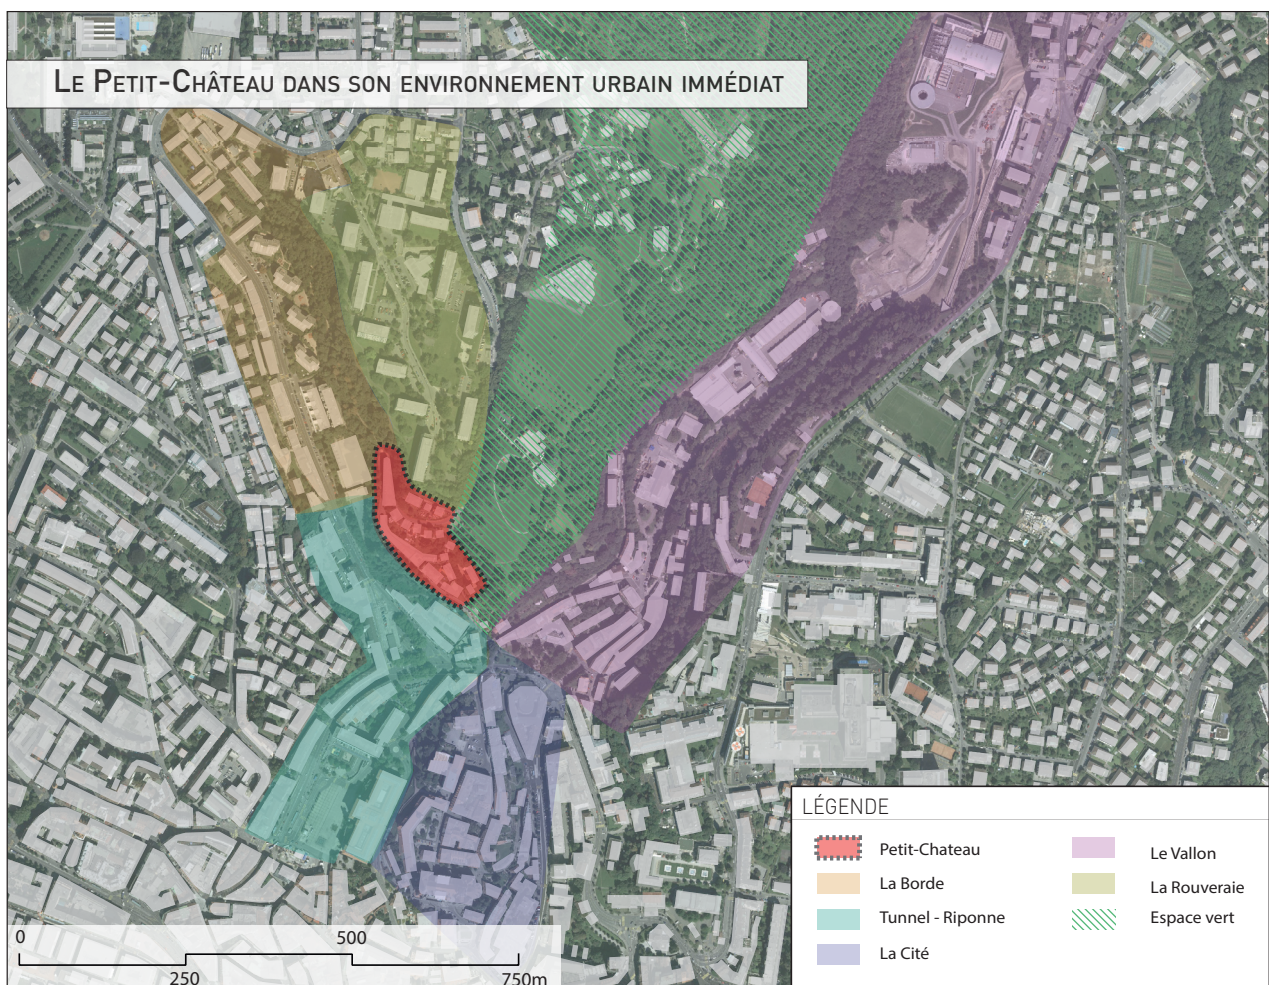 LE PETIT-CHÂTEAU DANS SON ENVIRONNEMENT URBAIN IMMÉDIAT
LÉGENDE
Petit-Chateau
La Borde
Tunnel - Riponne
La Cité
Le Vallon
La Rouveraie
Espace vert
0
500
250
750m